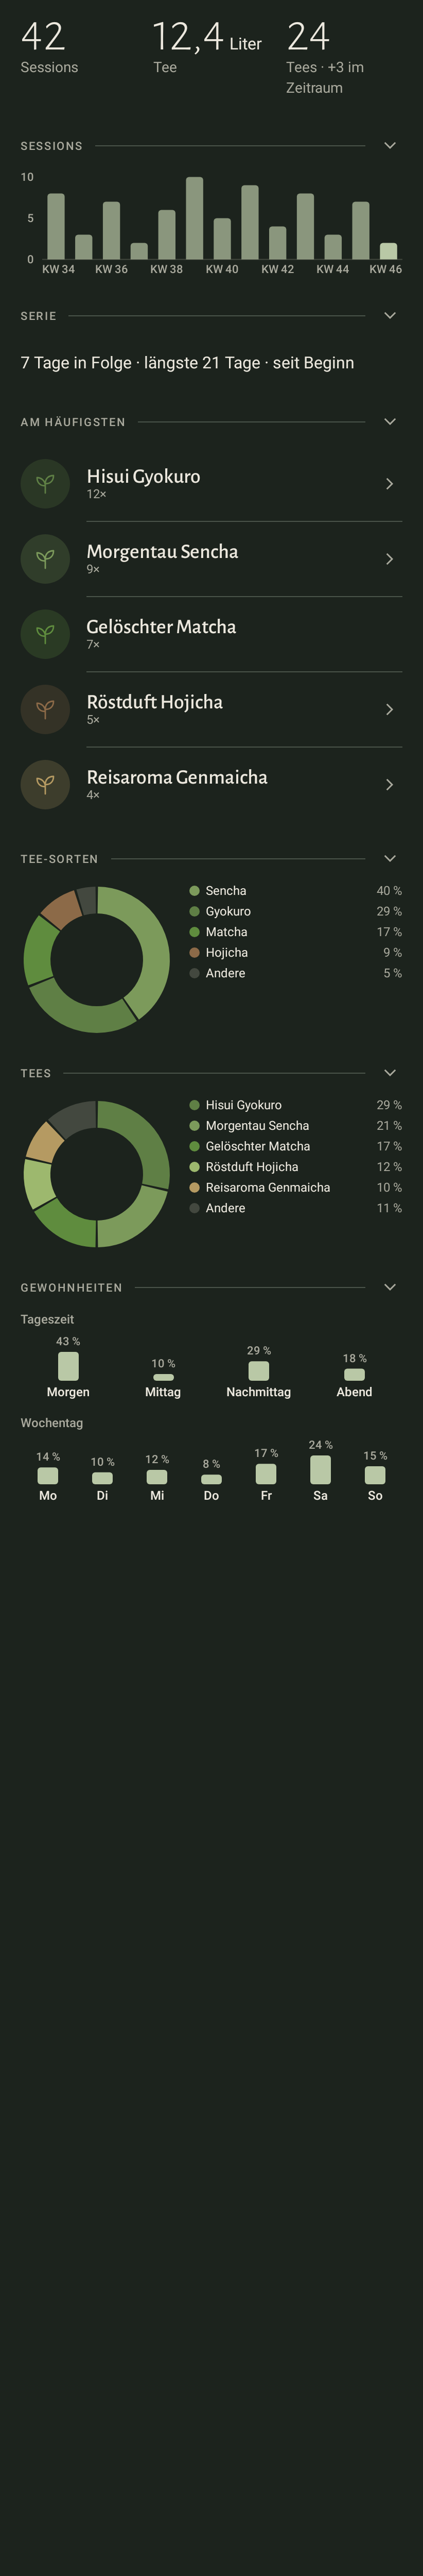 42
Sessions
12,4 Liter
Tee
24
Tees · +3 im
Zeitraum
SESSIONS
10
5
0
KW 34 KW 36 KW 38 KW 40 KW 42 KW 44 KW 46
SERIE
7 Tage in Folge · längste 21 Tage · seit Beginn
AM HÄUFIGSTEN
Hisui Gyokuro
12×
Morgentau Sencha
9×
Gelöschter Matcha
7×
Röstduft Hojicha
5×
Reisaroma Genmaicha
4×
TEE-SORTEN
Sencha 40 %
Gyokuro 29 %
Matcha 17 %
Hojicha 9 %
Andere 5 %
TEES
Hisui Gyokuro 29 %
Morgentau Sencha 21 %
Gelöschter Matcha 17 %
Röstduft Hojicha 12 %
Reisaroma Genmaicha 10 %
Andere 11 %
GEWOHNHEITEN
Tageszeit
43 % 10 % 29 % 18 %
Morgen Mittag Nachmittag Abend
Wochentag
14 % 10 % 12 % 8 % 17 % 24 % 15 %
Mo Di Mi Do Fr Sa So